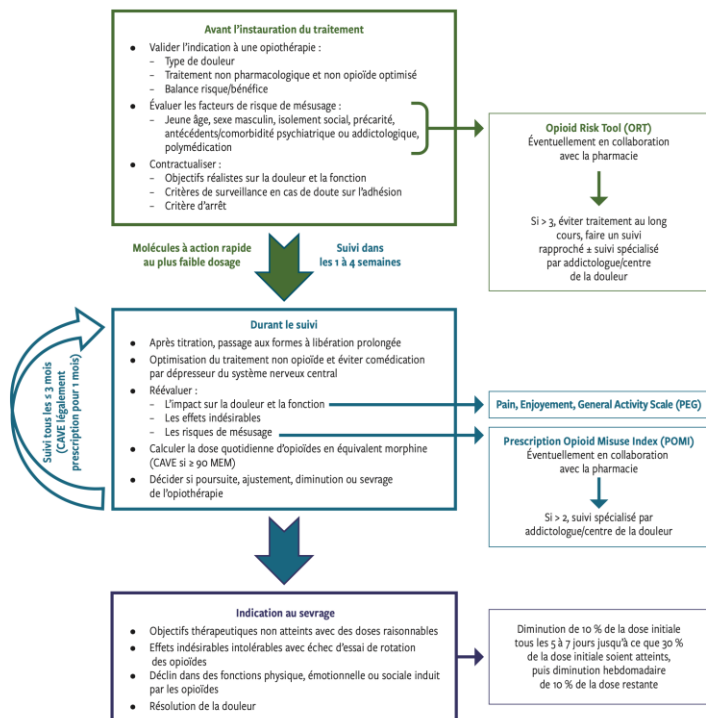 Avant l'instauration du traitement
● Valider l'indication à une opiothérapie :
– Type de douleur
– Traitement non pharmacologique et non opioïde optimisé
– Balance risque/bénéfice
● Évaluer les facteurs de risque de mésusage :
– Jeune âge, sexe masculin, isolement social, précarité,
antécédents/comorbidité psychiatrique ou addictologique,
polymédication
● Contractualiser :
– Objectifs réalistes sur la douleur et la fonction
– Critères de surveillance en cas de doute sur l'adhésion
– Critère d'arrêt
Opioid Risk Tool (ORT)
Éventuellement en collaboration
avec la pharmacie
Si > 3, éviter traitement au long
cours, faire un suivi
rapproché ± suivi spécialisé
par addictologue/centre
de la douleur
Molécules à action rapide
au plus faible dosage
Suivi dans
les 1 à 4 semaines
Suivi tous les ≤ 3 mois
(CAVE légalement
prescription pour 1 mois)
Durant le suivi
● Après titration, passage aux formes à libération prolongée
● Optimisation du traitement non opioïde et éviter comédication
par dépresseur du système nerveux central
● Réévaluer :
– L'impact sur la douleur et la fonction
– Les effets indésirables
– Les risques de mésusage
● Calculer la dose quotidienne d'opioïdes en équivalent morphine
(CAVE si ≥ 90 MEM)
● Décider si poursuite, ajustement, diminution ou sevrage
de l'opiothérapie
Pain, Enjoyement, General Activity Scale (PEG)
Prescription Opioid Misuse Index (POMI)
Éventuellement en collaboration
avec la pharmacie
Si > 2, suivi spécialisé par
addictologue/centre de la douleur
Indication au sevrage
● Objectifs thérapeutiques non atteints avec des doses raisonnables
● Effets indésirables intolérables avec échec d'essai de rotation
des opioïdes
● Déclin dans des fonctions physique, émotionnelle ou sociale induit
par les opioïdes
● Résolution de la douleur
Diminution de 10 % de la dose initiale
tous les 5 à 7 jours jusqu'à ce que 30 %
de la dose initiale soient atteints,
puis diminution hebdomadaire
de 10 % de la dose restante